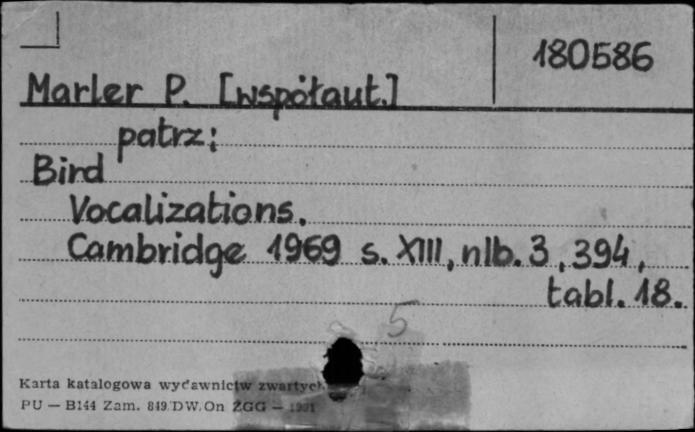 180586
Marler P. [współaut.]
patrz:
Bird
Vocalizations.
Cambridge 1969 s. XIII, nlb. 3, 394,
tabl. 18.
5
Karta katalogowa wydawnictw zwartych
PU — B144 Zam. 849 DW. On ZGG —